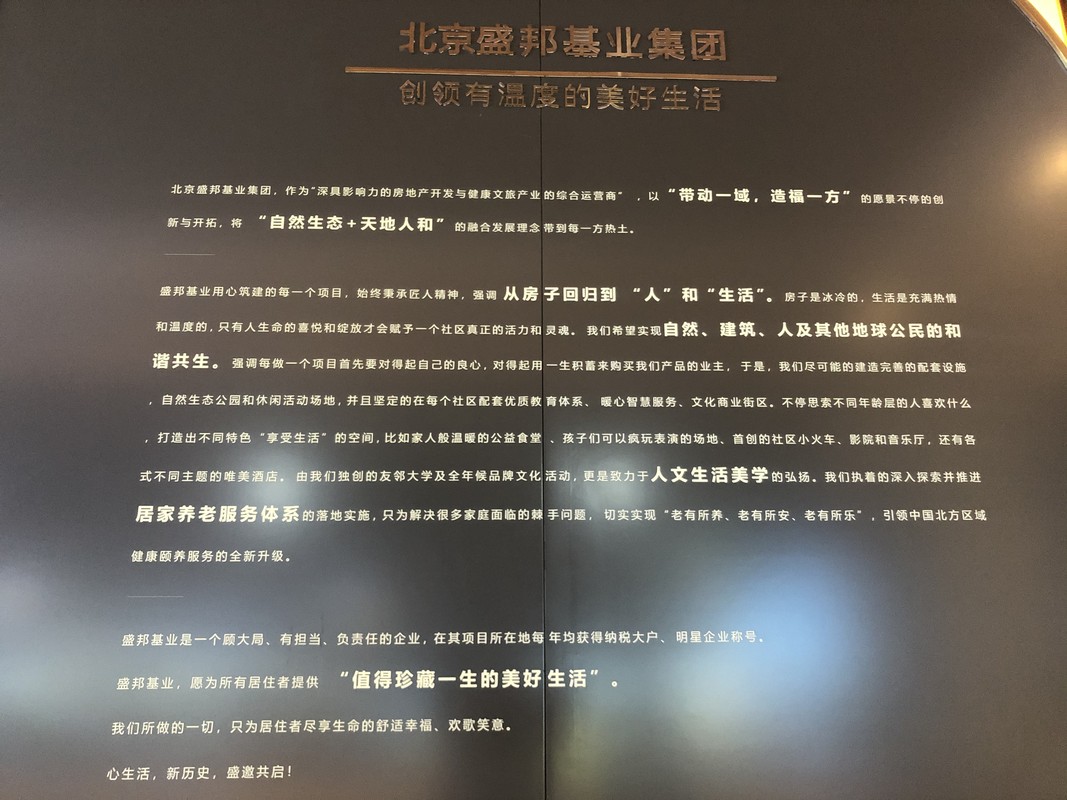 北京盛邦基业集团
创领有温度的美好生活
北京盛邦基业集团，作为“深具影响力的房地产开发与健康文旅产业的综合运营商”，以“带动一域，造福一方”的愿景不停的创
新与开拓，将“自然生态+天地人和”的融合发展理念带到每一方热土。
盛邦基业用心筑建的每一个项目，始终秉承匠人精神，强调从房子回归到“人”和“生活”。房子是冰冷的，生活是充满热情
和温度的，只有人生命的喜悦和绽放才会赋予一个社区真正的活力和灵魂。我们希望实现自然、建筑、人及其他地球公民的和
谐共生。强调每做一个项目首先要对得起自己的良心，对得起用一生积蓄来购买我们产品的业主，于是，我们尽可能的建造完善的配套设施
，自然生态公园和休闲活动场地，并且坚定的在每个社区配套优质教育体系、暖心智慧服务、文化商业街区。不停思索不同年龄层的人喜欢什么
，打造出不同特色“享受生活”的空间，比如家人般温暖的公益食堂、孩子们可以疯玩表演的场地、首创的社区小火车、影院和音乐厅，还有各
式不同主题的唯美酒店。由我们独创的友邻大学及全年候品牌文化活动，更是致力于人文生活美学的弘扬。我们执着的深入探索并推进
居家养老服务体系的落地实施，只为解决很多家庭面临的棘手问题，切实实现“老有所养、老有所安、老有所乐”，引领中国北方区域
健康颐养服务的全新升级。
盛邦基业是一个顾大局、有担当、负责任的企业，在其项目所在地每年均获得纳税大户、明星企业称号。
盛邦基业，愿为所有居住者提供“值得珍藏一生的美好生活”。
我们所做的一切，只为居住者尽享生命的舒适幸福、欢歌笑意。
心生活，新历史，盛邀共启！